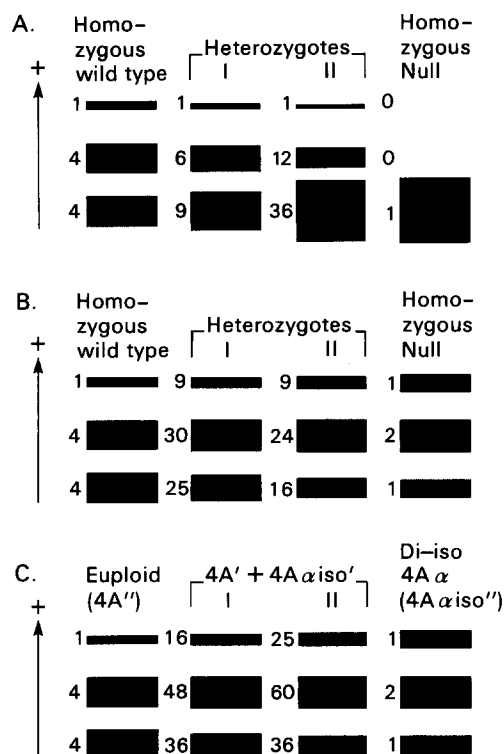 A.
Homo-
zygous
wild type
Heterozygotes
I II
Homo-
zygous
Null
+
1 1 1 0
4 6 12 0
4 9 36 1
B.
Homo-
zygous
wild type
Heterozygotes
I II
Homo-
zygous
Null
+
1 9 9 1
4 30 24 2
4 25 16 1
C.
Euploid
(4A'')
4A' + 4A α iso'
I II
Di-iso
4A α
(4A α iso'')
+
1 16 25 1
4 48 60 2
4 36 36 1